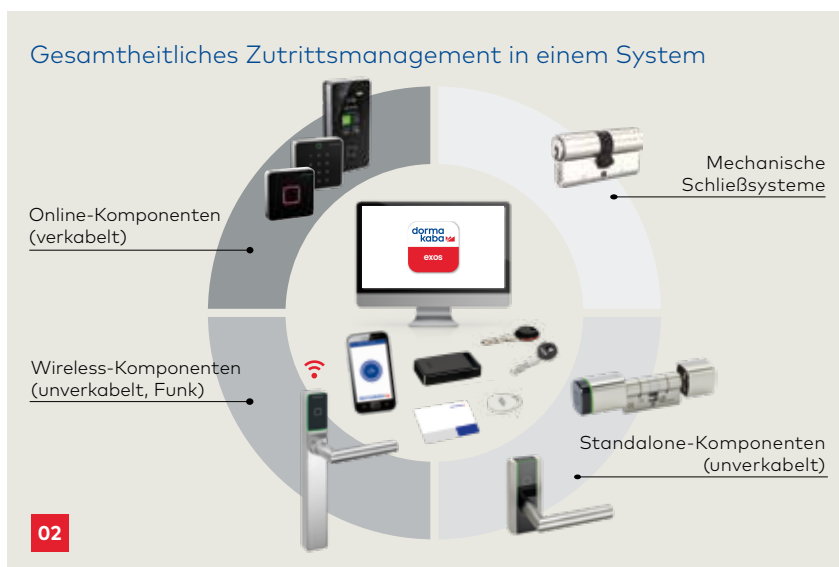 Gesamtheitliches Zutrittsmanagement in einem System
Mechanische
Schließsysteme
Online-Komponenten
(verkabelt)
dorma
kaba
exos
Wireless-Komponenten
(unverkabelt, Funk)
Standalone-Komponenten
(unverkabelt)
02